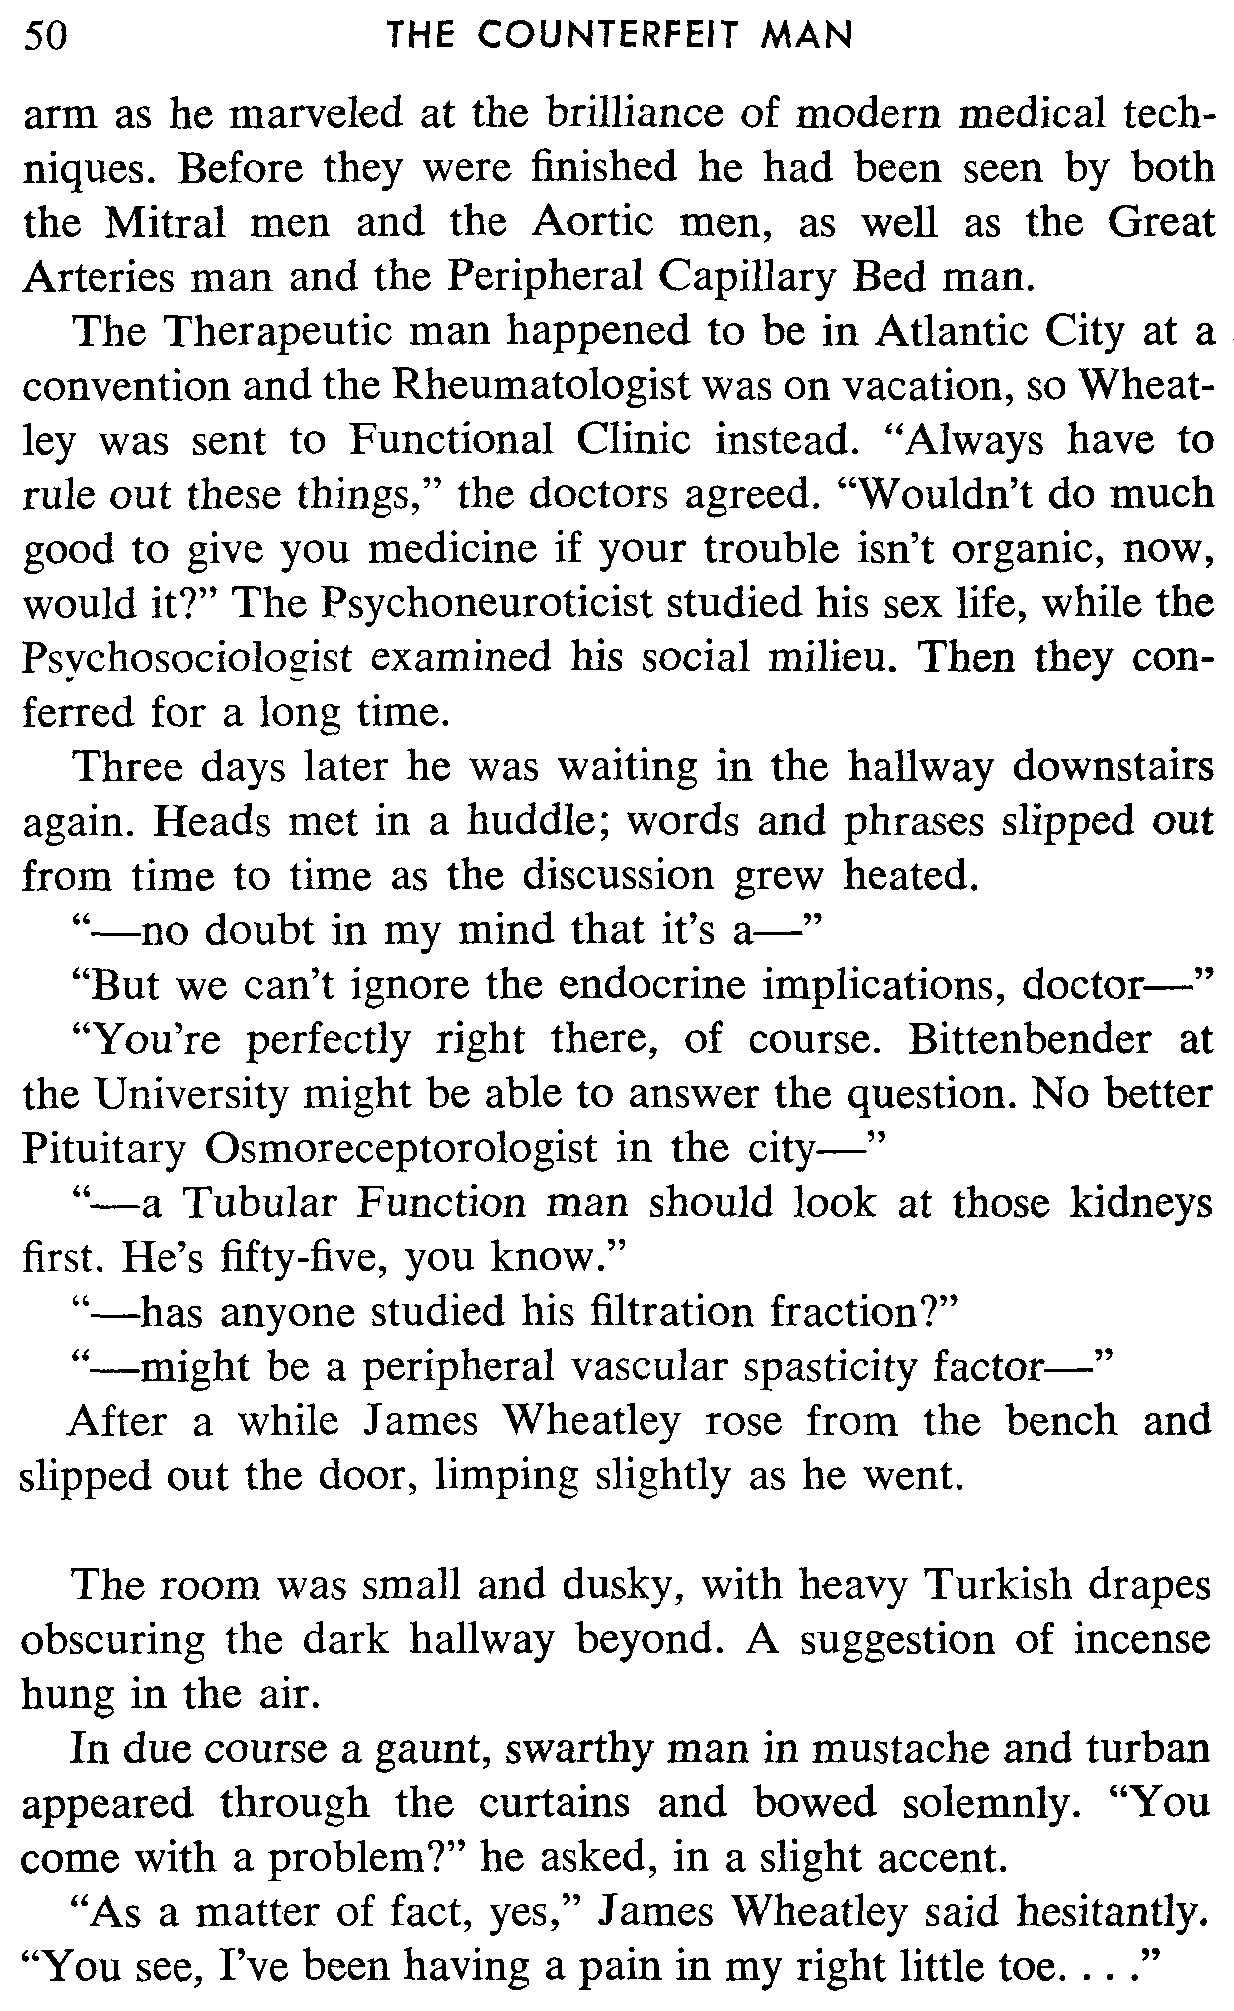 50 THE COUNTERFEIT MAN
arm as he marveled at the brilliance of modern medical tech-
niques. Before they were finished he had been seen by both
the Mitral men and the Aortic men, as well as the Great
Arteries man and the Peripheral Capillary Bed man.
The Therapeutic man happened to be in Atlantic City at a
convention and the Rheumatologist was on vacation, so Wheat-
ley was sent to Functional Clinic instead. “Always have to
rule out these things,” the doctors agreed. “Wouldn’t do much
good to give you medicine if your trouble isn’t organic, now,
would it?” The Psychoneuroticist studied his sex life, while the
Psychosociologist examined his social milieu. Then they con-
ferred for a long time.
Three days later he was waiting in the hallway downstairs
again. Heads met in a huddle; words and phrases slipped out
from time to time as the discussion grew heated.
“—no doubt in my mind that it’s a—”
“But we can’t ignore the endocrine implications, doctor—”
“You’re perfectly right there, of course. Bittenbender at
the University might be able to answer the question. No better
Pituitary Osmoreceptorologist in the city—”
“—a Tubular Function man should look at those kidneys
first. He’s fifty-five, you know.”
“—has anyone studied his filtration fraction?”
“—might be a peripheral vascular spasticity factor—”
After a while James Wheatley rose from the bench and
slipped out the door, limping slightly as he went.
The room was small and dusky, with heavy Turkish drapes
obscuring the dark hallway beyond. A suggestion of incense
hung in the air.
In due course a gaunt, swarthy man in mustache and turban
appeared through the curtains and bowed solemnly. “You
come with a problem?” he asked, in a slight accent.
“As a matter of fact, yes,” James Wheatley said hesitantly.
“You see, I’ve been having a pain in my right little toe. . . .”